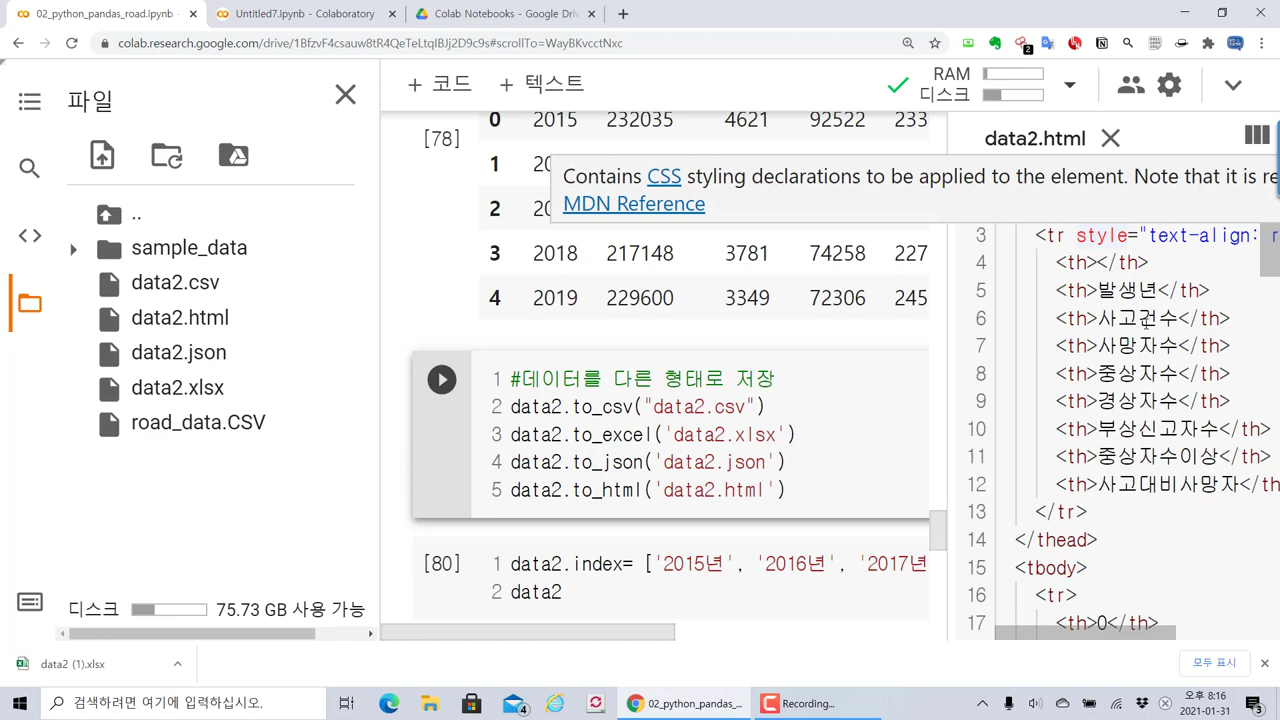 02_python_pandas_road.ipynb -
Untitled7.ipynb - Colaboratory
Colab Notebooks - Google Driv
파일
..
sample_data
data2.csv
data2.html
data2.json
data2.xlsx
road_data.CSV
디스크
75.73 GB 사용 가능
+ 코드
+ 텍스트
RAM
디스크
[78]
0 2015 232035 4621 92522 233
1 20
2 20
3 2018 217148 3781 74258 227
4 2019 229600 3349 72306 245
1 #데이터를 다른 형태로 저장
2 data2.to_csv("data2.csv")
3 data2.to_excel('data2.xlsx')
4 data2.to_json('data2.json')
5 data2.to_html('data2.html')
[80]
1 data2.index= ['2015년', '2016년', '2017년
2 data2
data2.html
Contains CSS styling declarations to be applied to the element. Note that it is re
MDN Reference
3 <tr style="text-align: r
4 <th></th>
5 <th>발생년</th>
6 <th>사고건수</th>
7 <th>사망자수</th>
8 <th>중상자수</th>
9 <th>경상자수</th>
10 <th>부상신고자수</th>
11 <th>중상자수이상</th>
12 <th>사고대비사망자</th
13 </tr>
14 </thead>
15 <tbody>
16 <tr>
17 <th>0</th>
data2 (1).xlsx
모두 표시
검색하려면 여기에 입력하십시오.
4
02_python_pandas_...
Recording...
오후 8:16
2021-01-31
3